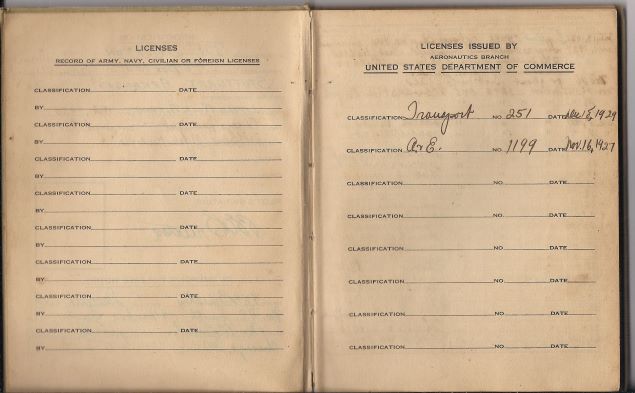 LICENSES
RECORD OF ARMY, NAVY, CIVILIAN OR FOREIGN LICENSES
CLASSIFICATION DATE
BY
CLASSIFICATION DATE
BY
CLASSIFICATION DATE
BY
CLASSIFICATION DATE
BY
CLASSIFICATION DATE
BY
CLASSIFICATION DATE
BY
CLASSIFICATION DATE
BY
CLASSIFICATION DATE
BY
LICENSES ISSUED BY
AERONAUTICS BRANCH
UNITED STATES DEPARTMENT OF COMMERCE
CLASSIFICATION Transport NO 251 DATE Dec 15, 1929
CLASSIFICATION A&E. NO. 1199 DATE Nov. 16, 1927
CLASSIFICATION NO DATE
CLASSIFICATION NO DATE
CLASSIFICATION NO DATE
CLASSIFICATION NO DATE
CLASSIFICATION NO DATE
CLASSIFICATION NO DATE